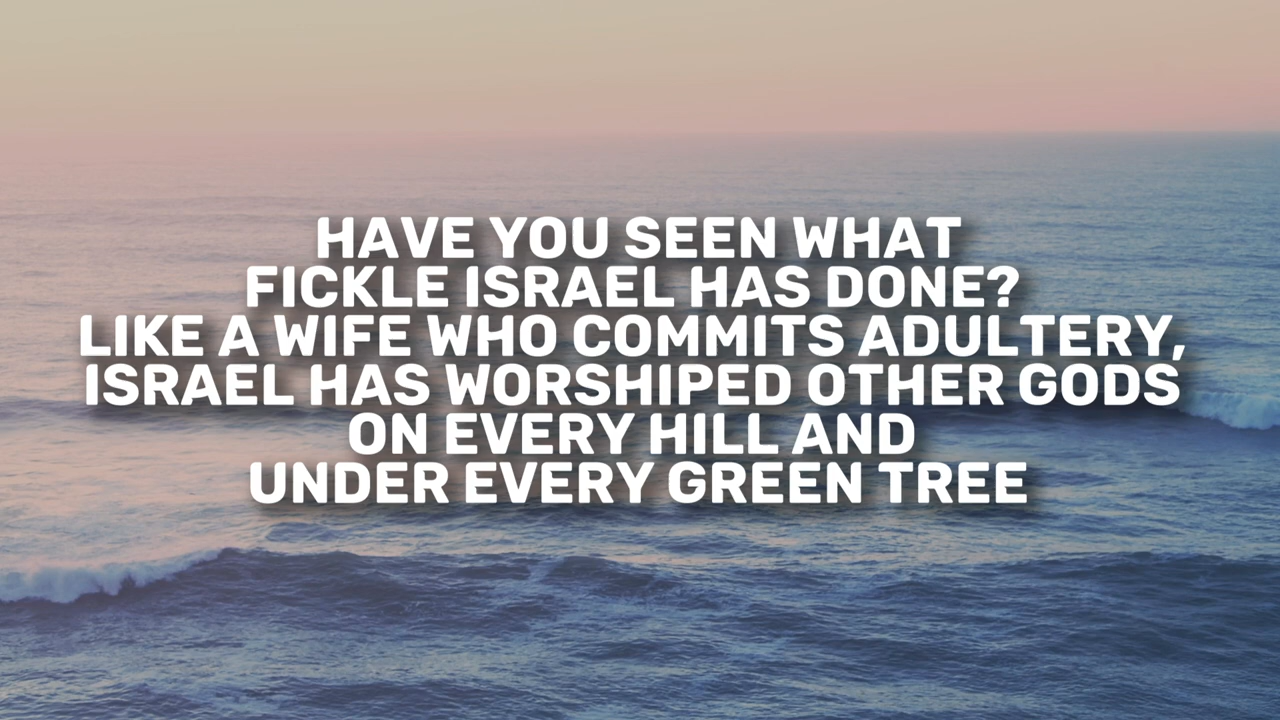 HAVE YOU SEEN WHAT
FICKLE ISRAEL HAS DONE?
LIKE A WIFE WHO COMMITS ADULTERY,
ISRAEL HAS WORSHIPED OTHER GODS
ON EVERY HILL AND
UNDER EVERY GREEN TREE